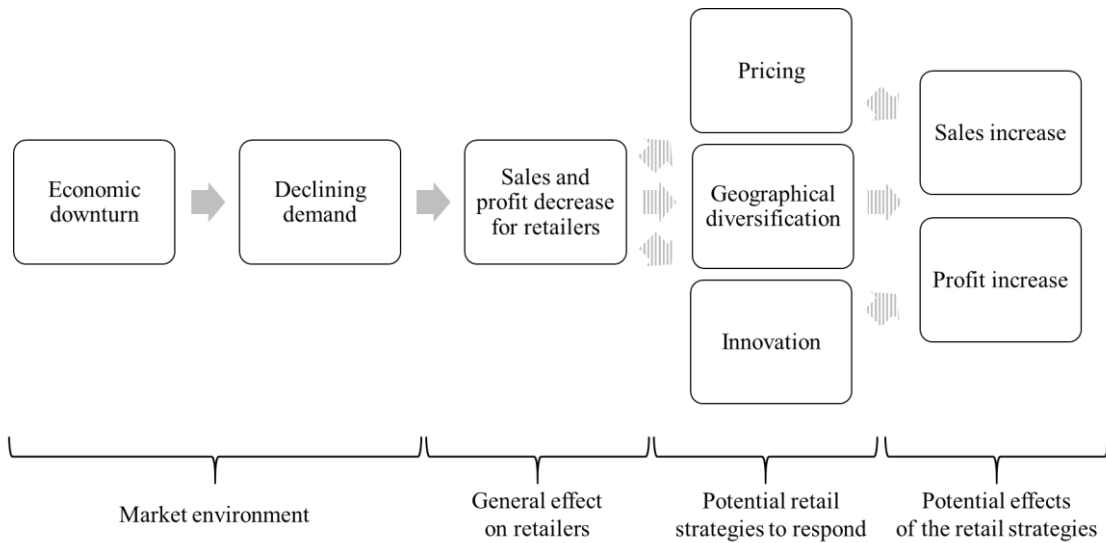 Economic
downturn
Declining
demand
Sales and
profit decrease
for retailers
Pricing
Geographical
diversification
Innovation
Sales increase
Profit increase
Market environment
General effect
on retailers
Potential retail
strategies to respond
Potential effects
of the retail strategies